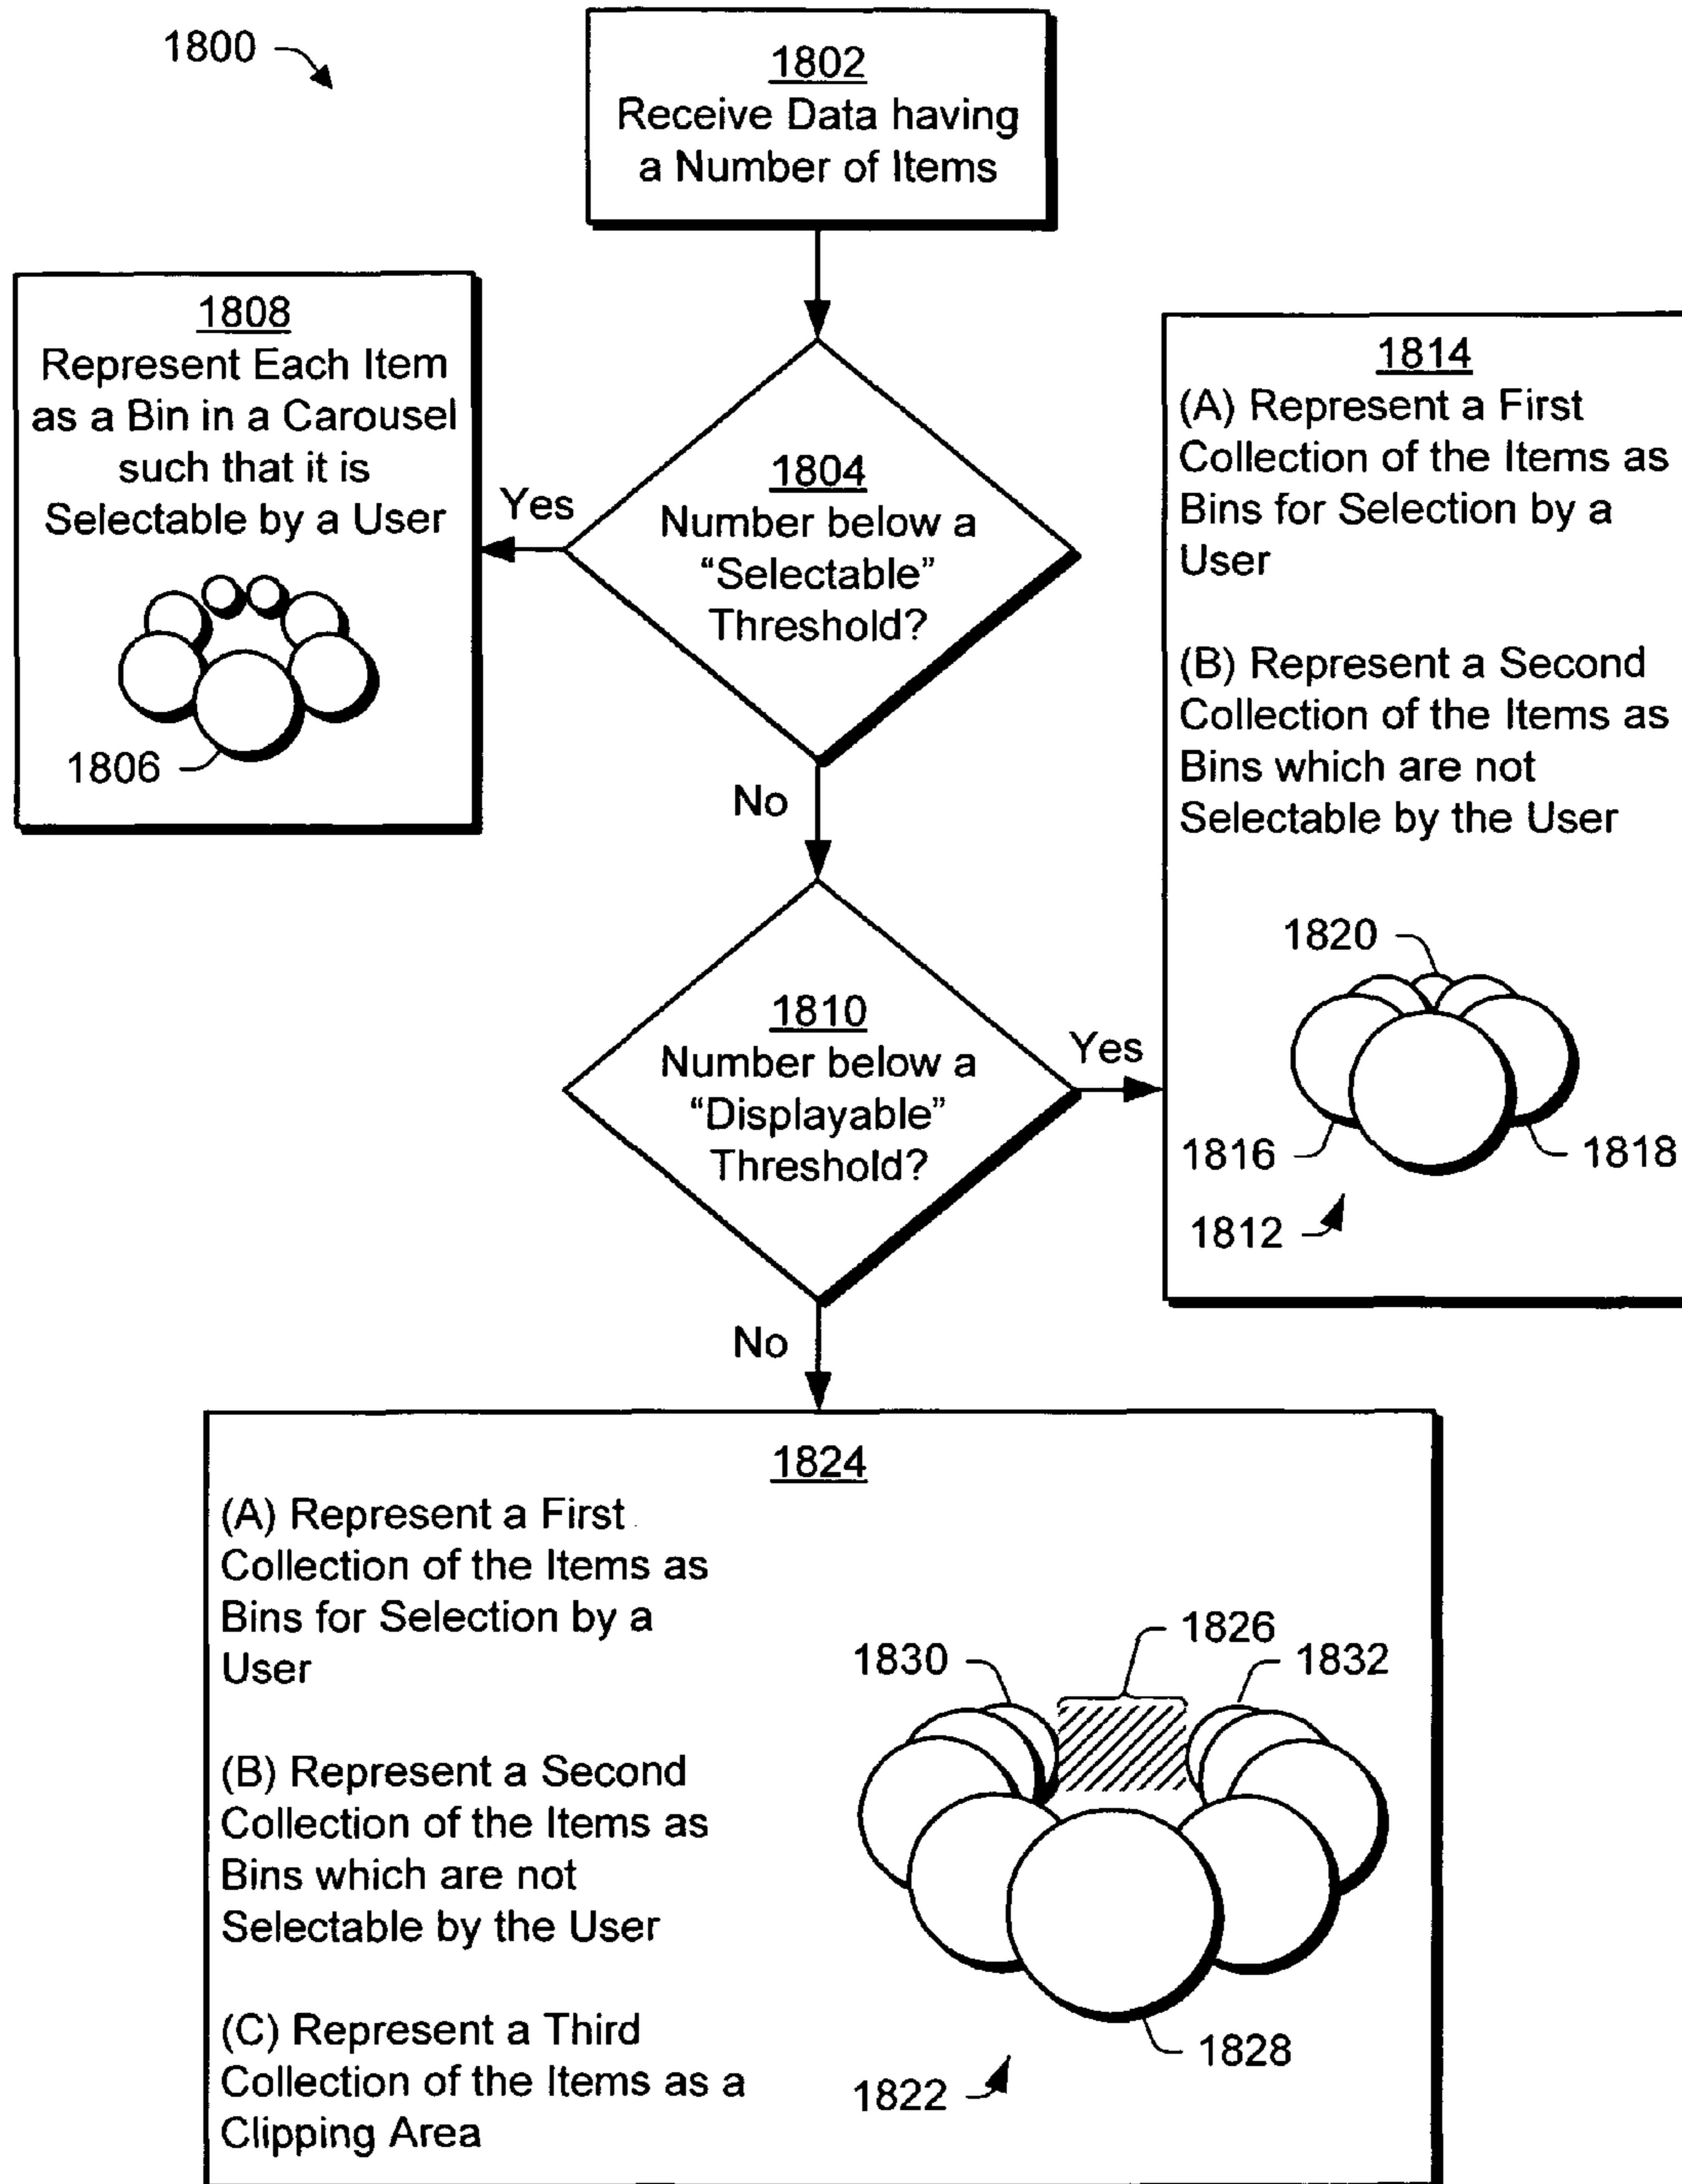 1800
1802
Receive Data having
a Number of Items
1808
Represent Each Item
as a Bin in a Carousel
such that it is
Selectable by a User
1806
Yes
1804
Number below a
“Selectable”
Threshold?
No
1814
(A) Represent a First
Collection of the Items as
Bins for Selection by a
User
(B) Represent a Second
Collection of the Items as
Bins which are not
Selectable by the User
1820
1816
1818
1812
1810
Number below a
“Displayable”
Threshold?
Yes
No
1824
(A) Represent a First
Collection of the Items as
Bins for Selection by a
User
(B) Represent a Second
Collection of the Items as
Bins which are not
Selectable by the User
(C) Represent a Third
Collection of the Items as a
Clipping Area
1826
1830
1832
1828
1822